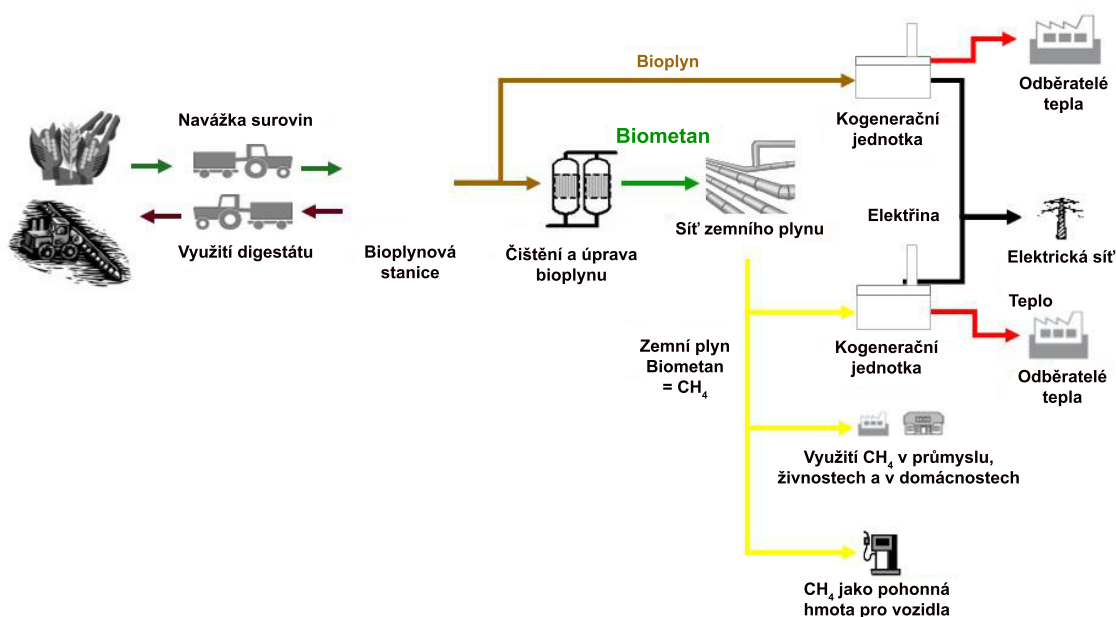 Bioplyn
Odběratelé
tepla
Navážka surovin
Kogenerační
jednotka
Biometan
Elektřina
Síť zemního plynu
Využití digestátu
Bioplynová
stanice
Čištění a úprava
bioplynu
Elektrická síť
Teplo
Zemní plyn
Biometan
= CH₄
Kogenerační
jednotka
Odběratelé
tepla
Využití CH₄ v průmyslu,
živnostech a v domácnostech
CH₄ jako pohonná
hmota pro vozidla